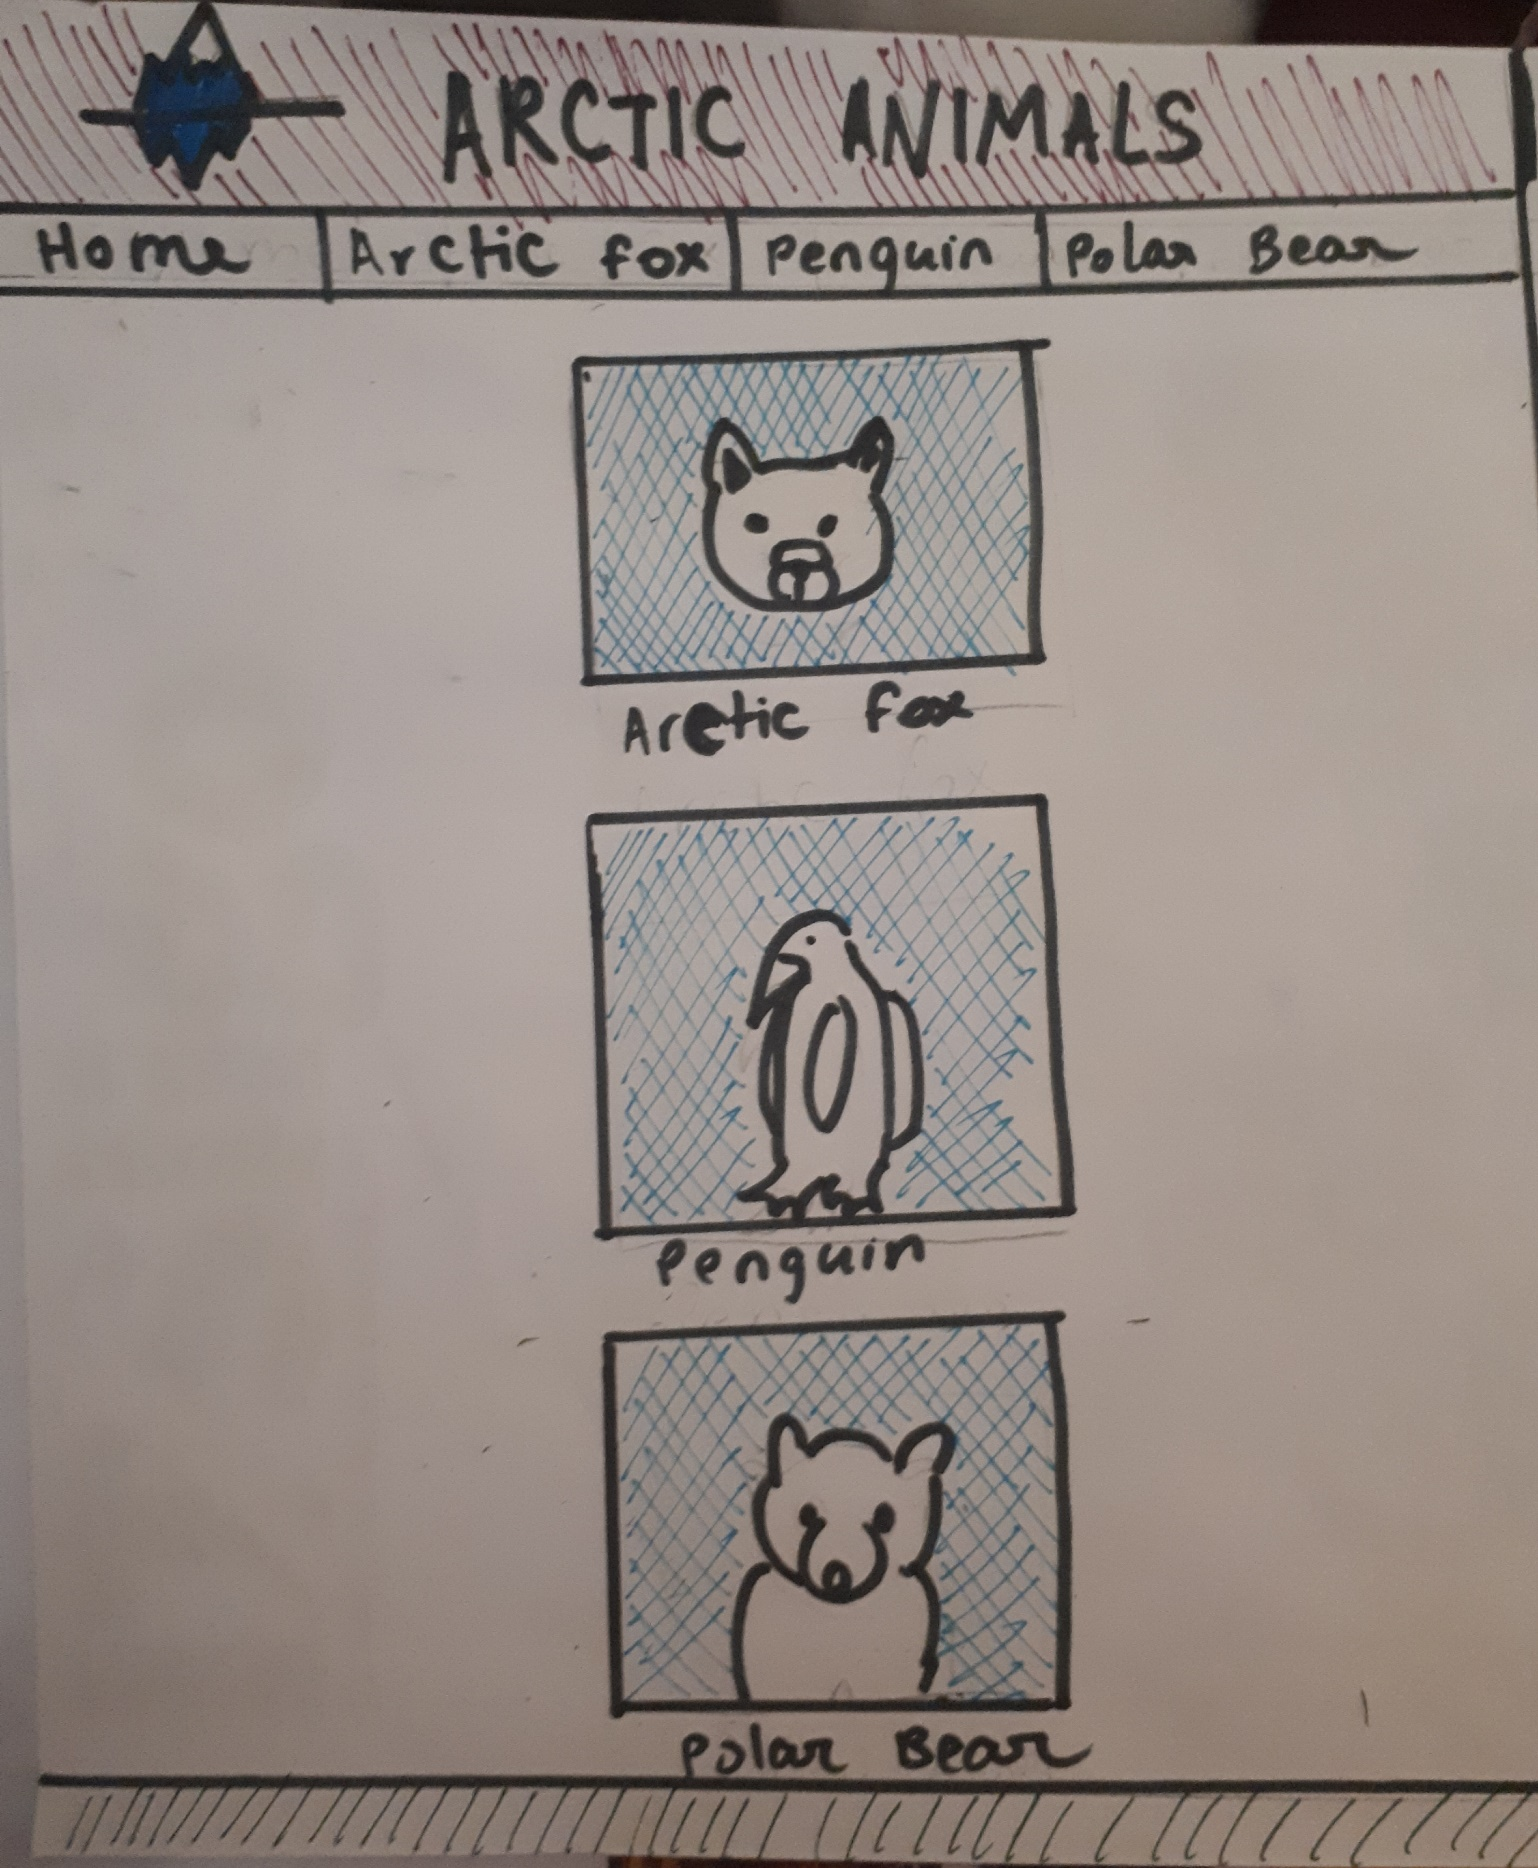 ARCTIC ANIMALS
Home Arctic fox Penguin Polar Bear
Arctic fox
Penguin
Polar Bear